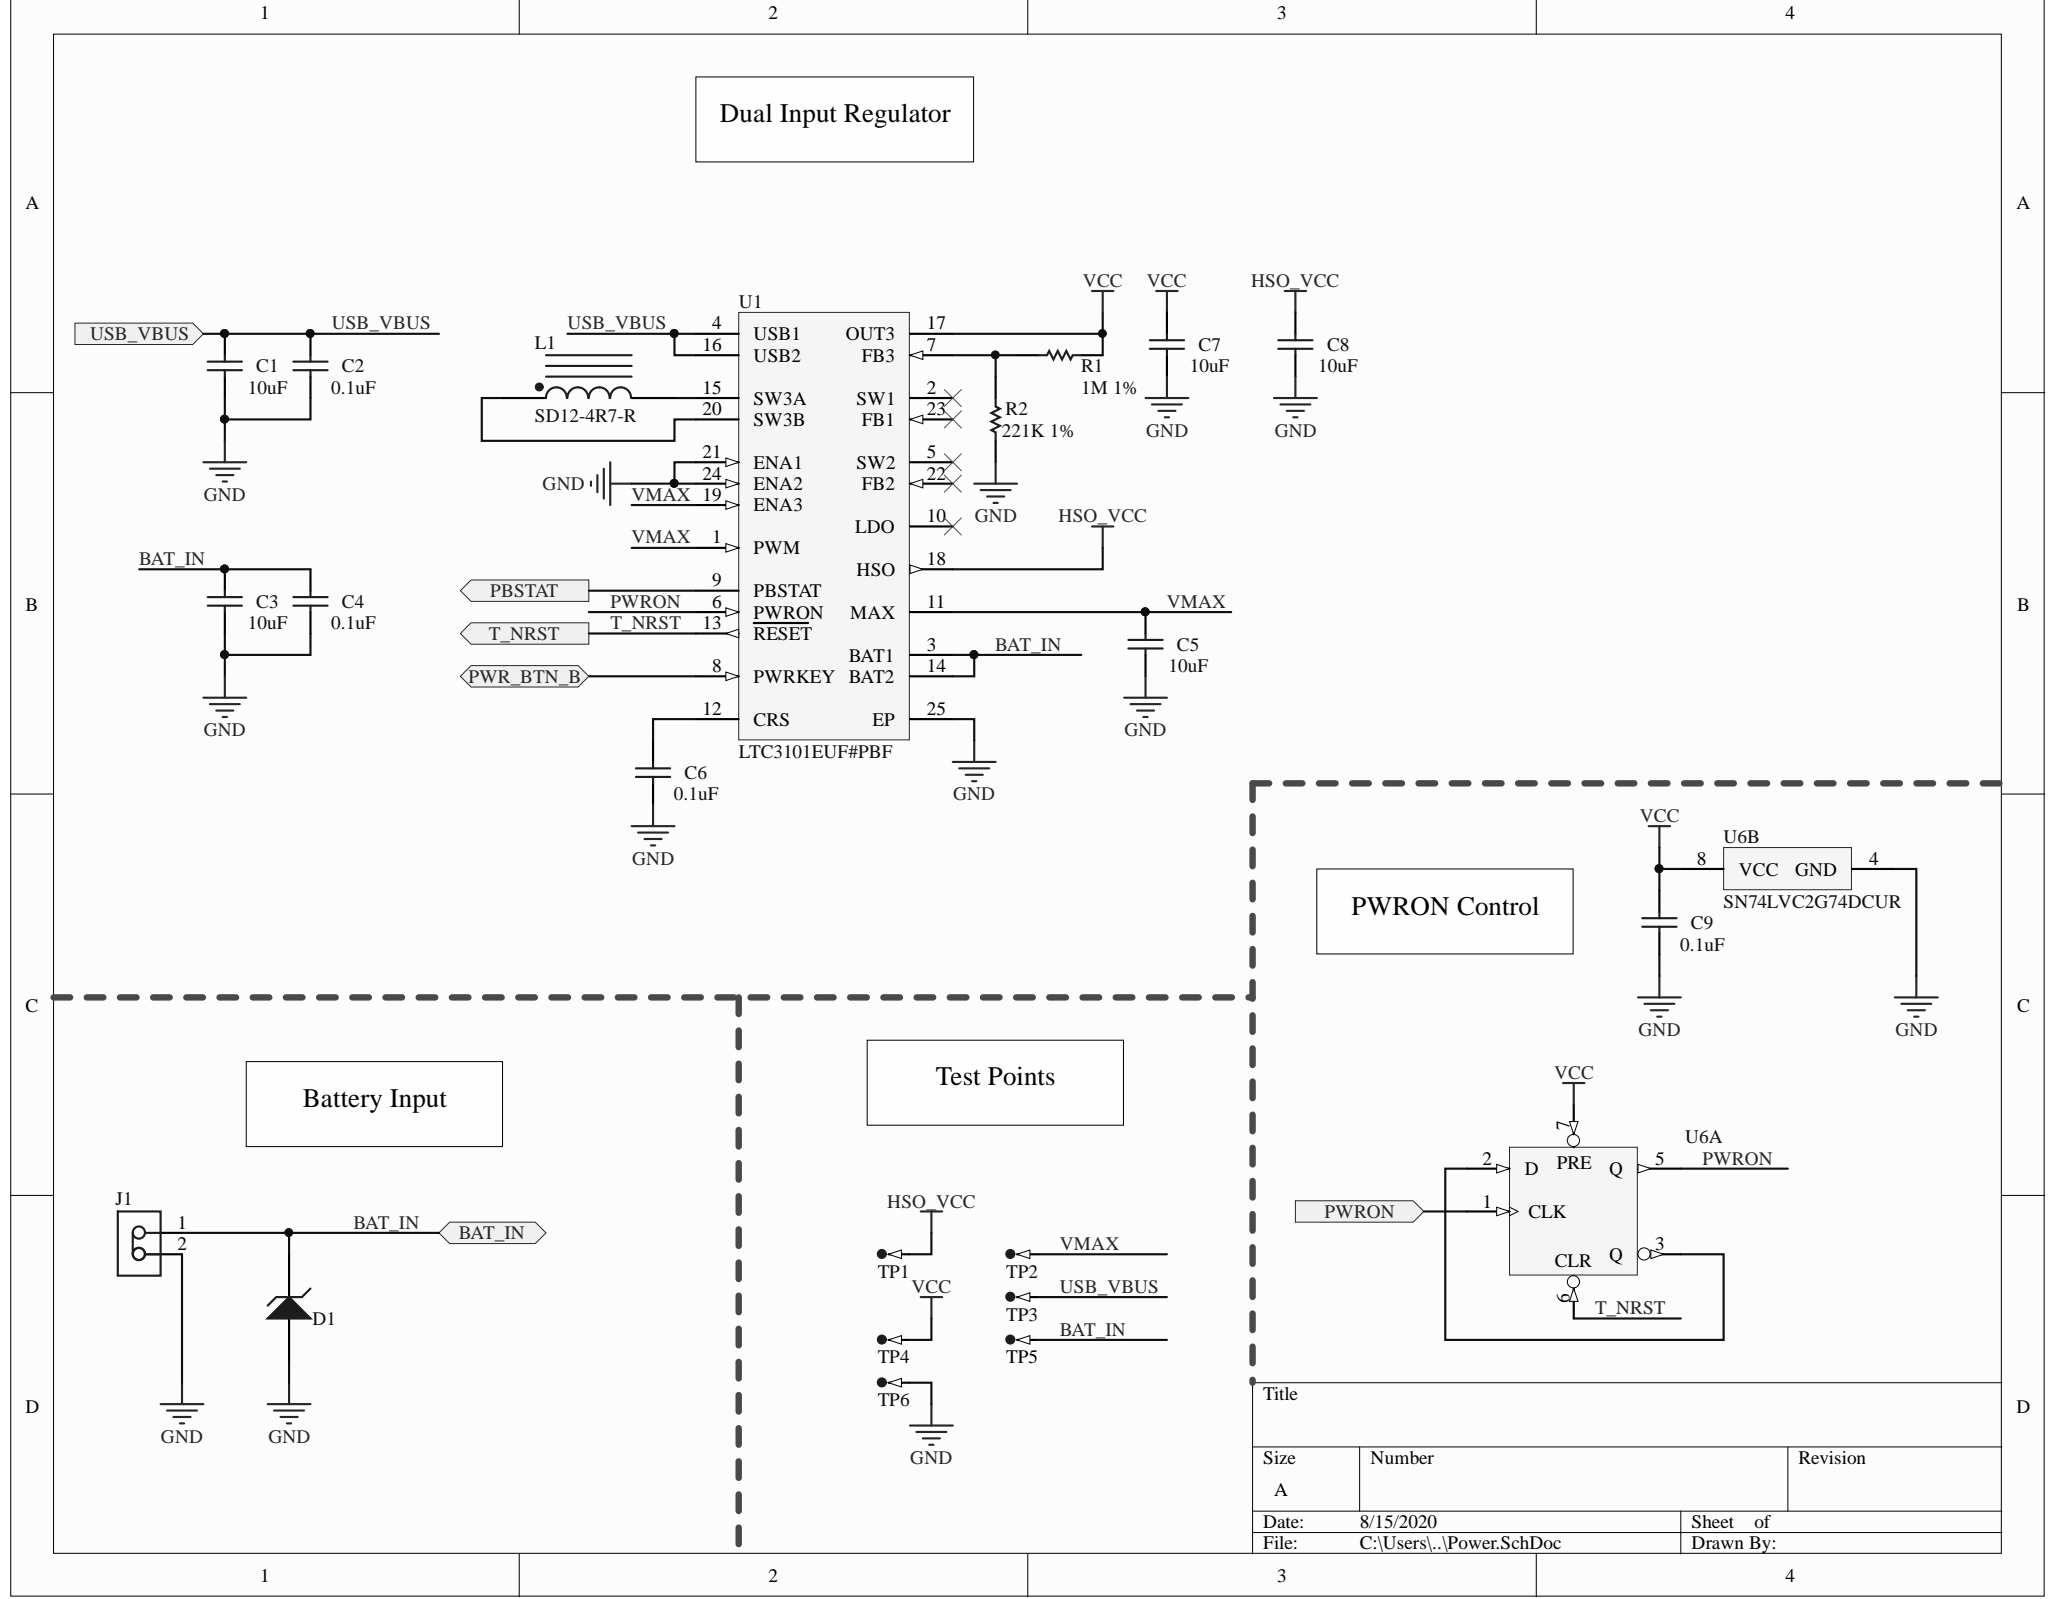 1 2 3 4
Dual Input Regulator
A A
VCC VCC HSO_VCC
U1
USB_VBUS USB_VBUS
C1 C2
10uF 0.1uF
GND
USB_VBUS 4 USB1 OUT3 17
16 USB2 FB3 7
L1
SD12-4R7-R
R1
1M 1%
C7
10uF
GND
C8
10uF
GND
15 SW3A SW1 2
20 SW3B FB1 23
R2
221K 1%
GND
21 ENA1 SW2 5
GND 24 ENA2 FB2 22
VMAX 19 ENA3
LDO 10
HSO_VCC
VMAX 1 PWM
HSO 18
BAT_IN
C3 C4
10uF 0.1uF
GND
B B
PBSTAT 9 PBSTAT
PWRON 6 PWRON MAX 11 VMAX
T_NRST T_NRST 13 RESET
C5
10uF
GND
BAT1 3 BAT_IN
PWR_BTN_B 8 PWRKEY BAT2 14
12 CRS EP 25
LTC3101EUF#PBF
C6
0.1uF
GND
GND
C C
PWRON Control
VCC
U6B
8 VCC GND 4
SN74LVC2G74DCUR
C9
0.1uF
GND GND
VCC
7
U6A
2 D PRE Q 5 PWRON
PWRON 1 CLK
CLR Q 3
6
T_NRST
Battery Input
J1
1 BAT_IN BAT_IN
2
D1
GND GND
Test Points
HSO_VCC
TP1
VMAX
TP2
VCC
USB_VBUS
TP3
TP4
BAT_IN
TP5
TP6
GND
D D
Title
Size Number Revision
A
Date: 8/15/2020 Sheet of
File: C:\Users\..\Power.SchDoc Drawn By:
1 2 3 4